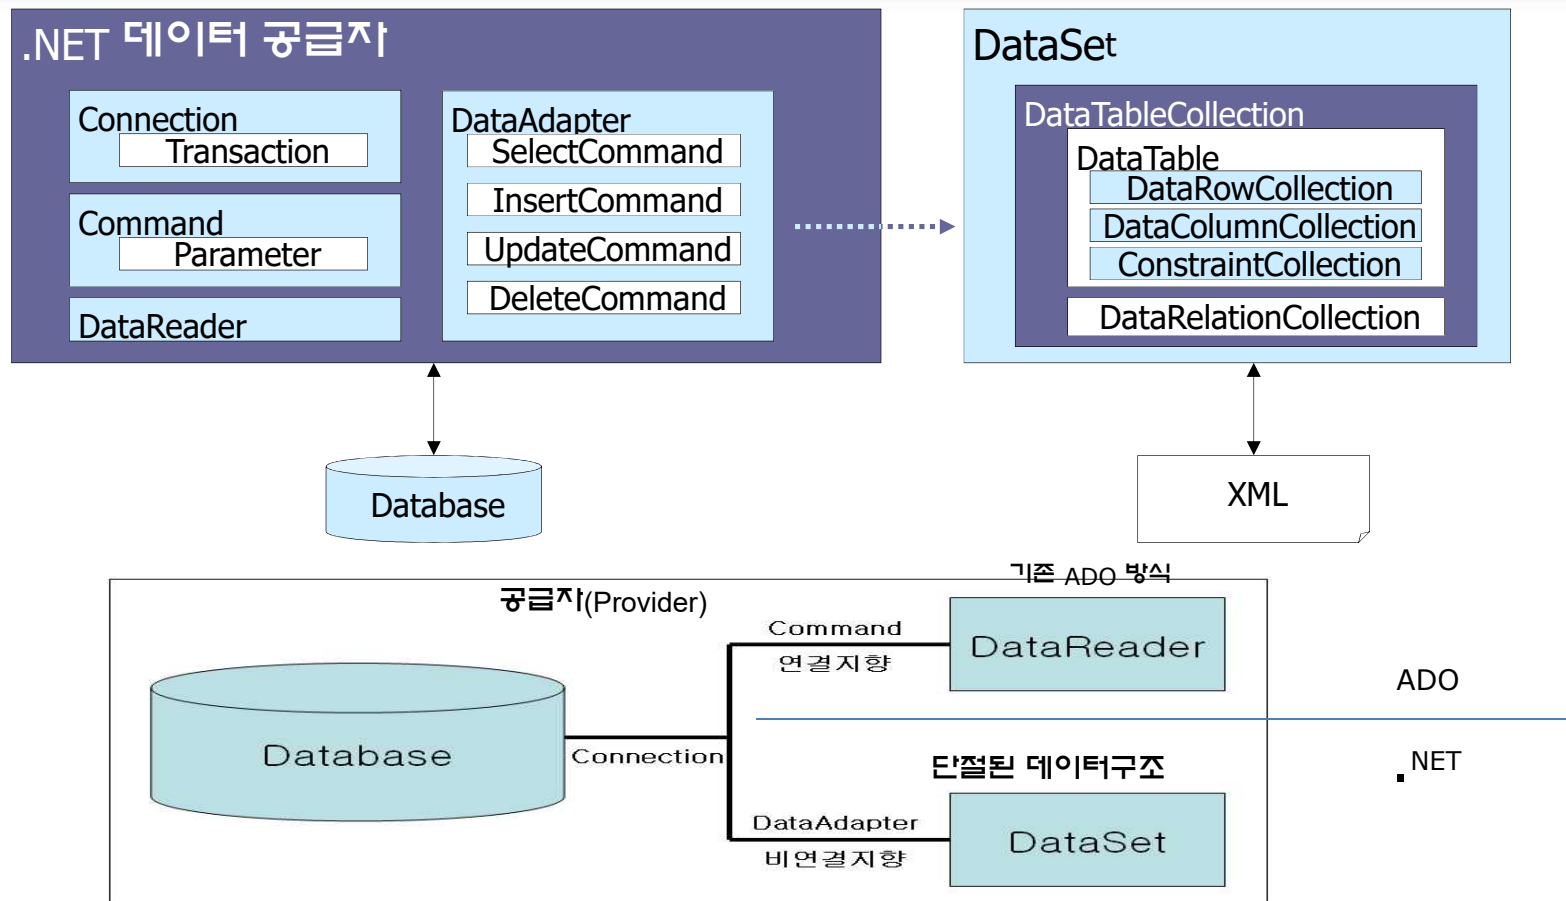 .NET 데이터 공급자
Connection
Transaction
Command
Parameter
DataReader
DataAdapter
SelectCommand
InsertCommand
UpdateCommand
DeleteCommand
DataSet
DataTableCollection
DataTable
DataRowCollection
DataColumnCollection
ConstraintCollection
DataRelationCollection
Database
XML
공급자(Provider)
기존 ADO 방식
Command
연결지향
DataReader
ADO
Database
Connection
단절된 데이터구조
.NET
DataAdapter
비연결지향
DataSet